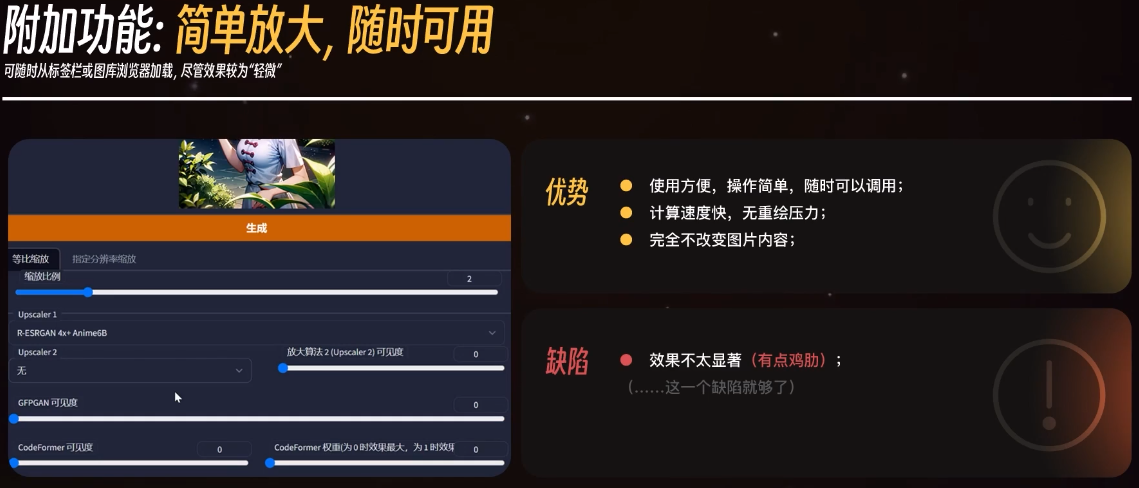 附加功能: 简单放大, 随时可用
可随时从标签栏或图库浏览器加载, 尽管效果较为“轻微”
生成
等比缩放 指定分辨率缩放
缩放比例 2
Upscaler 1
R-ESRGAN 4x+ Anime6B
Upscaler 2 放大算法 2 (Upscaler 2) 可见度 0
无
GFPGAN 可见度 0
CodeFormer 可见度 0 CodeFormer 权重(为 0 时效果最大，为 1 时效果 0
优势
使用方便，操作简单，随时可以调用；
计算速度快，无重绘压力；
完全不改变图片内容；
缺陷
效果不太显著（有点鸡肋）；
（……这一个缺陷就够了）